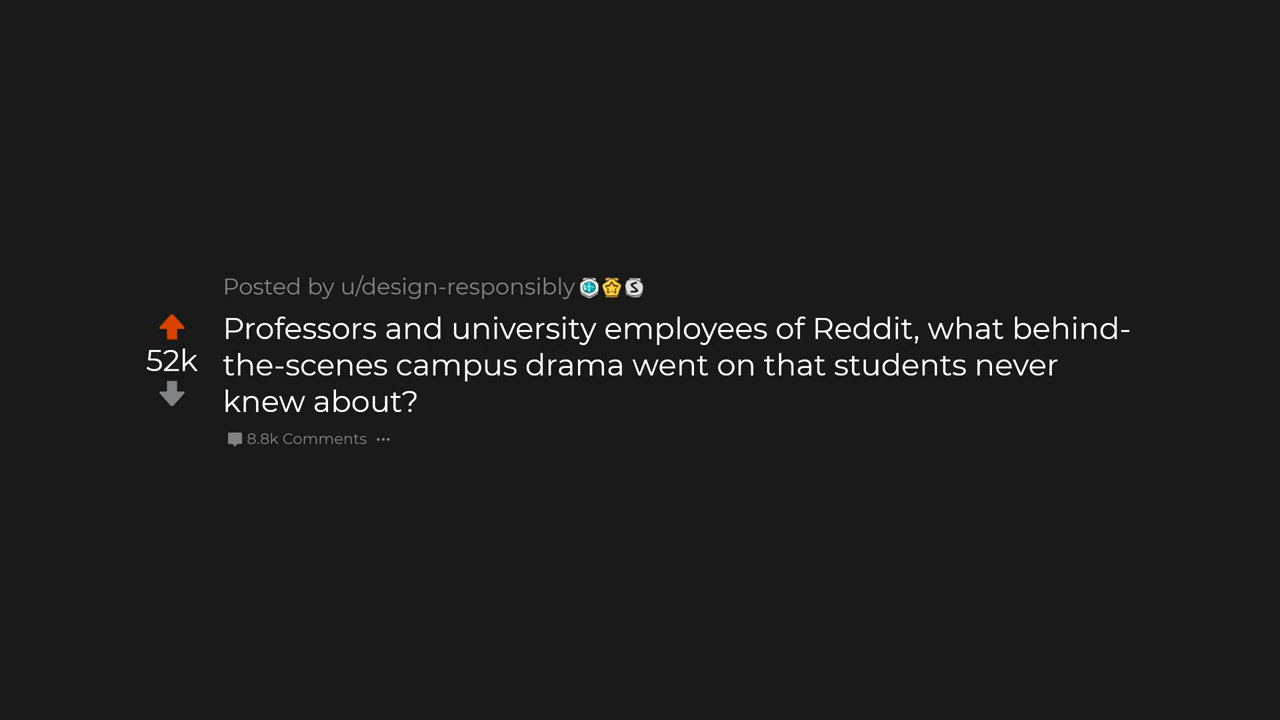 Posted by u/design-responsibly
Professors and university employees of Reddit, what behind-
52k
the-scenes campus drama went on that students never
knew about?
8.8k Comments ···